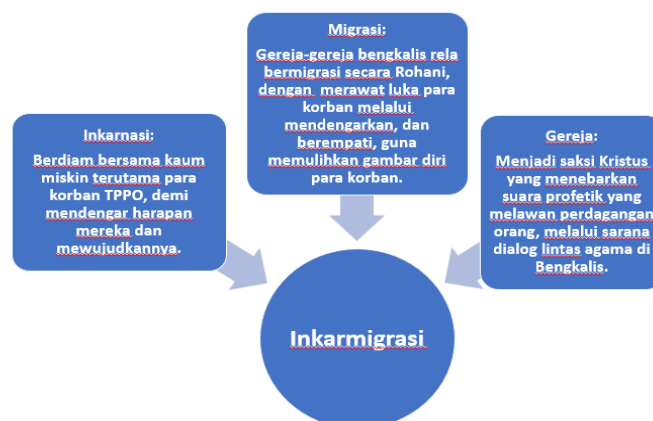 Migrasi:
Gereja-gereja bengkalis rela
bermigrasi secara Rohani,
dengan merawat luka para
korban melalui
mendengarkan, dan
berempati, guna
memulihkan gambar diri
para korban.
Inkarnasi:
Berdiam bersama kaum
miskin terutama para
korban TPPO, demi
mendengar harapan
mereka dan
mewujudkannya.
Gereja:
Menjadi saksi Kristus
yang menebarkan
suara profetik yang
melawan perdagangan
orang, melalui sarana
dialog lintas agama di
Bengkalis.
Inkarmigrasi